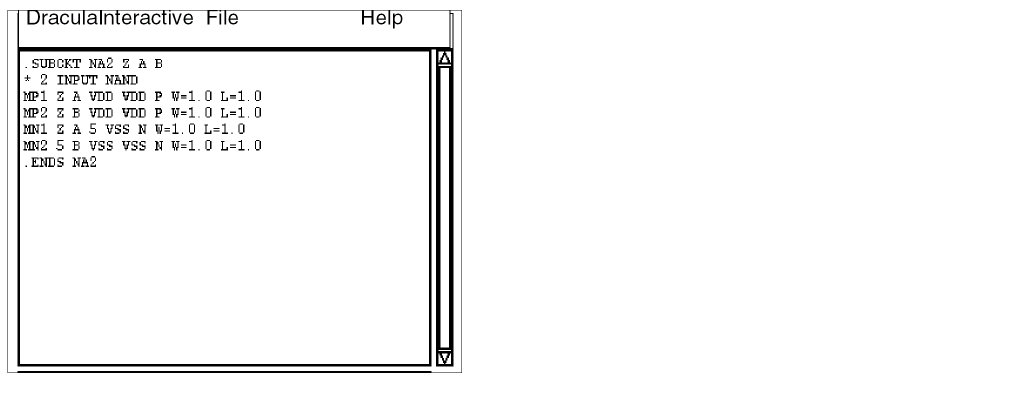 DraculaInteractive File Help
.SUBCKT NA2 Z A B
* 2 INPUT NAND
MP1 Z A VDD VDD P W=1.0 L=1.0
MP2 Z B VDD VDD P W=1.0 L=1.0
MN1 Z A 5 VSS N W=1.0 L=1.0
MN2 5 B VSS VSS N W=1.0 L=1.0
.ENDS NA2